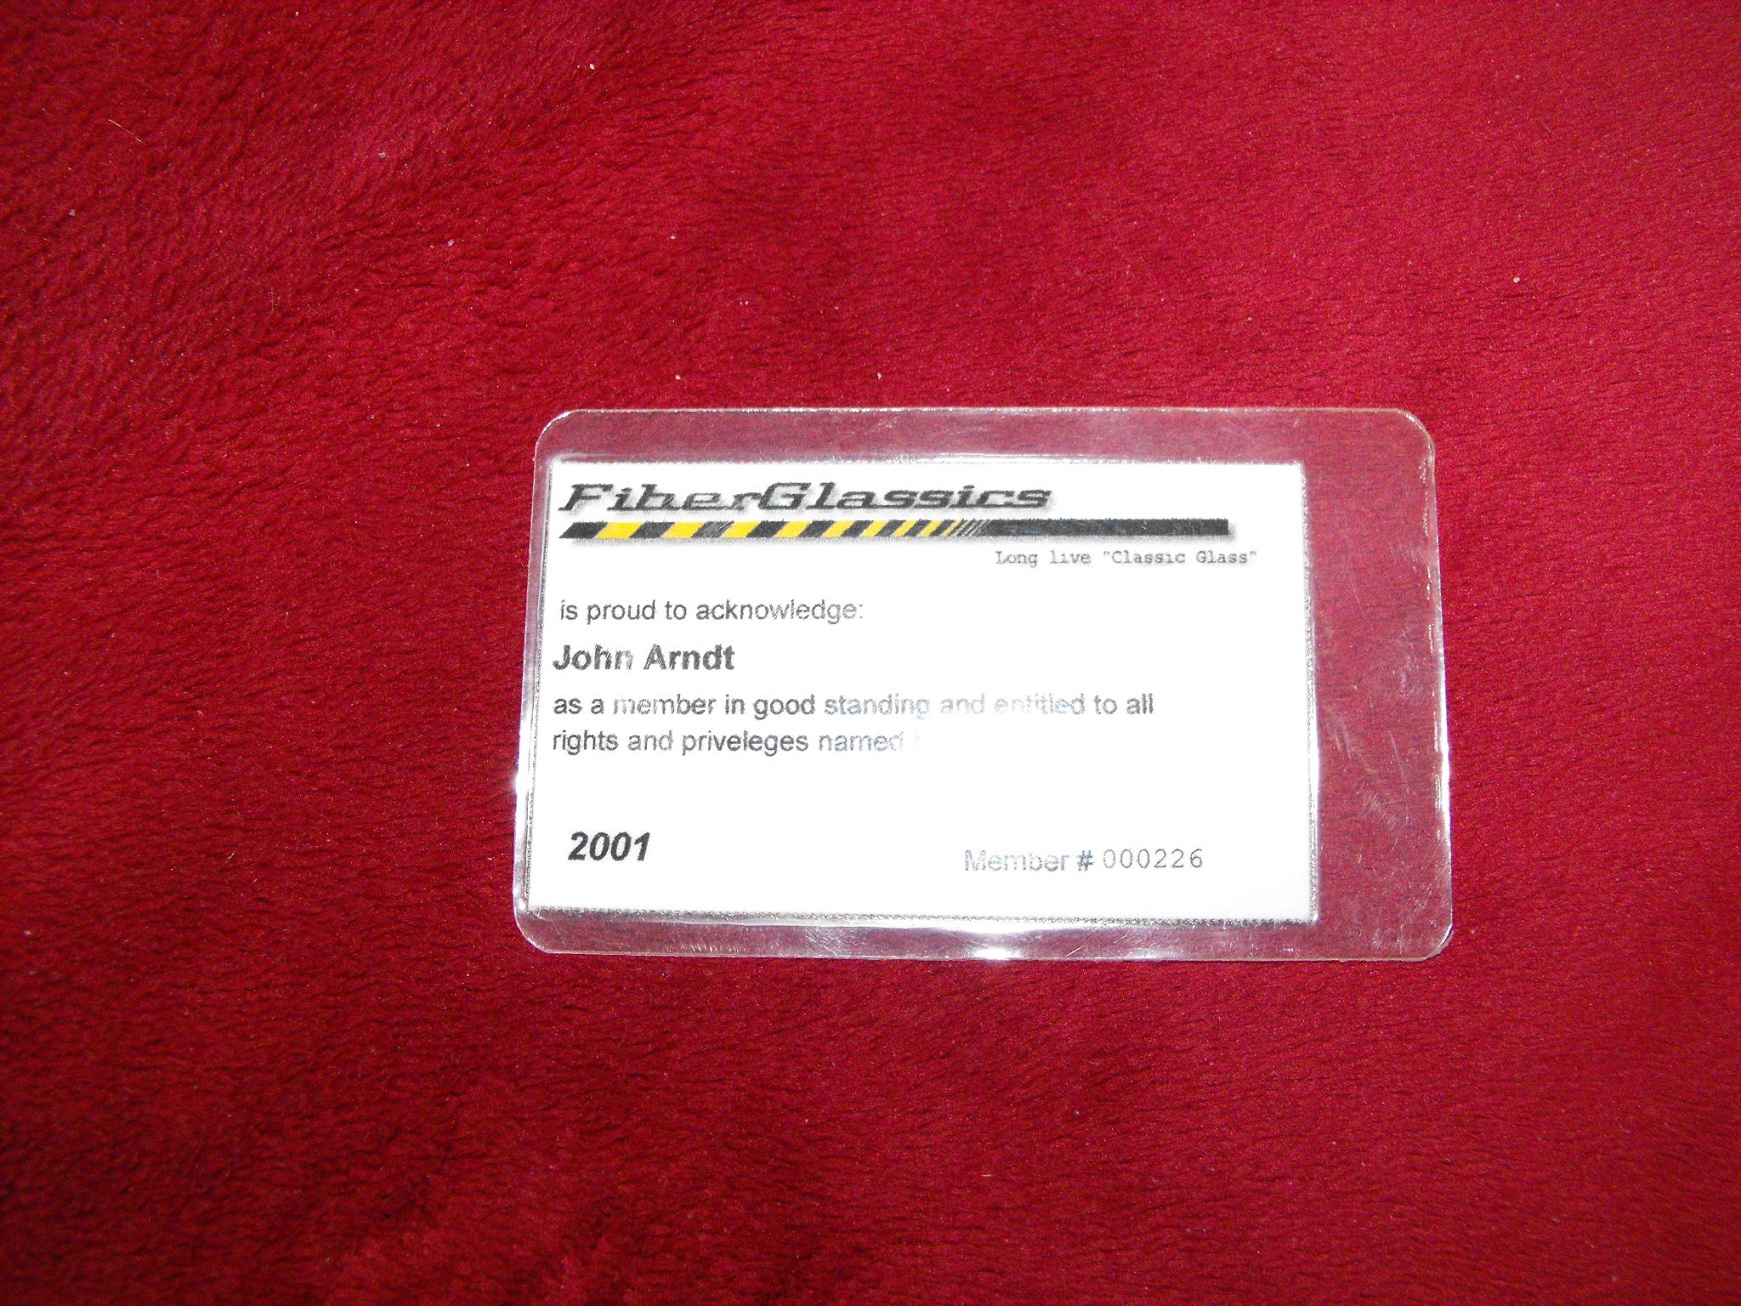 FiberGlassics
Long live "Classic Glass"
is proud to acknowledge:
John Arndt
as a member in good standing and entitled to all
rights and priveleges named
2001
Member # 000226